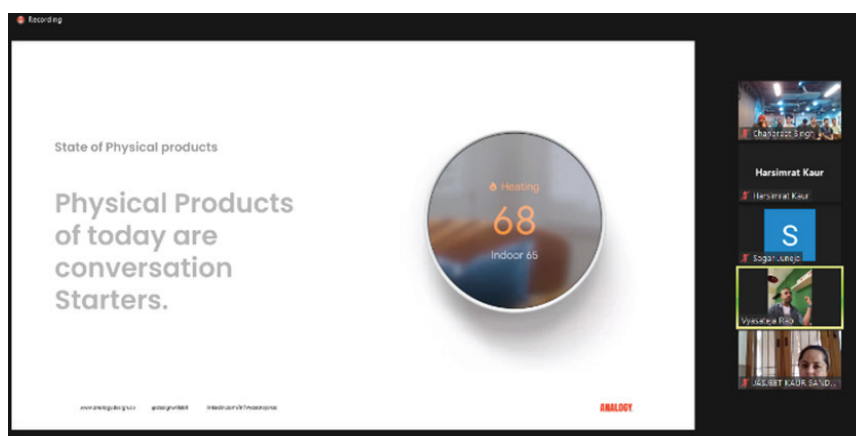 Recording
State of Physical products
Physical Products
of today are
conversation
Starters.
Heating
68
Indoor 65
ANALOGY
Chanpreet Singh
Harsimrat Kaur
Harsimrat Kaur
S
Sagar Juneja
Vyasateja Rao
JASJEET KAUR SAND...